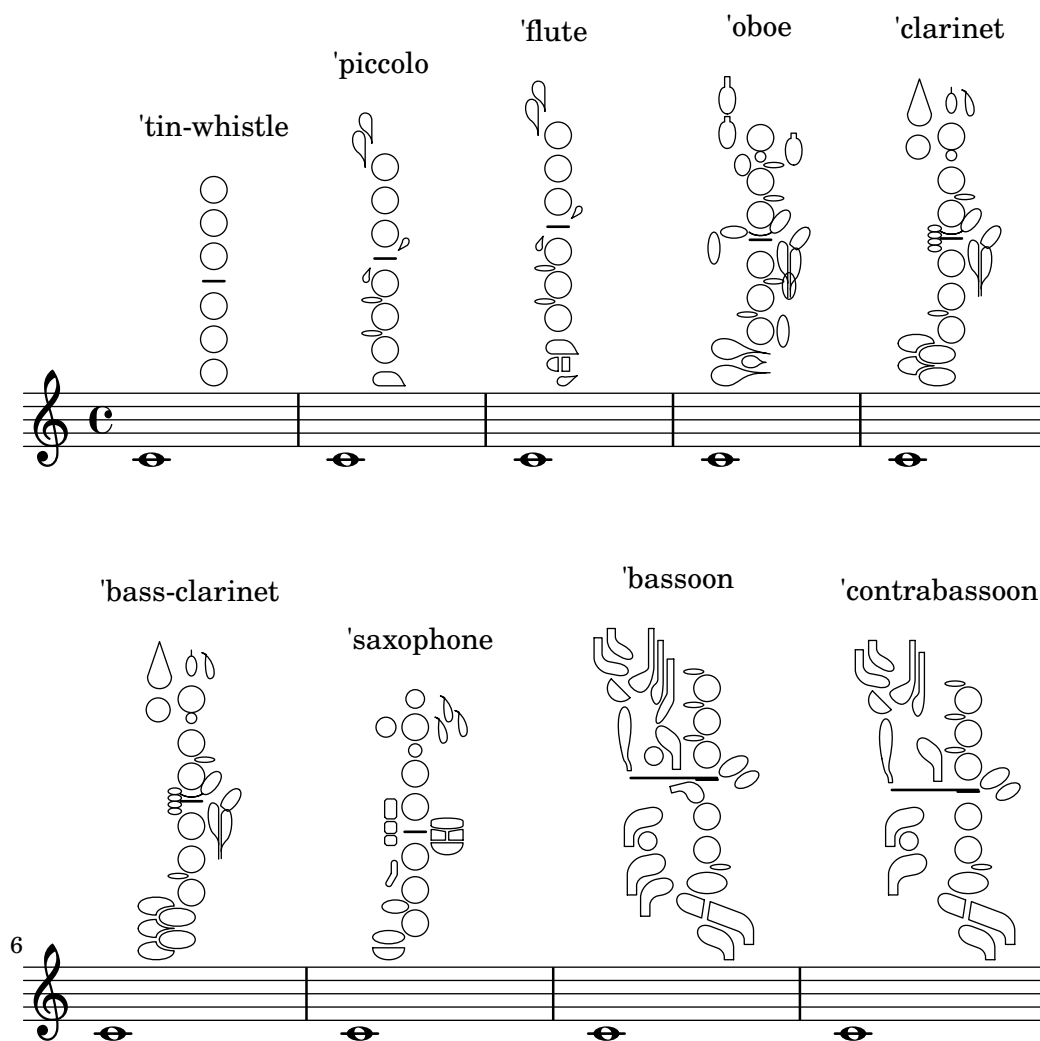 'tin-whistle
'piccolo
'flute
'oboe
'clarinet
'bass-clarinet
'saxophone
'bassoon
'contrabassoon
6